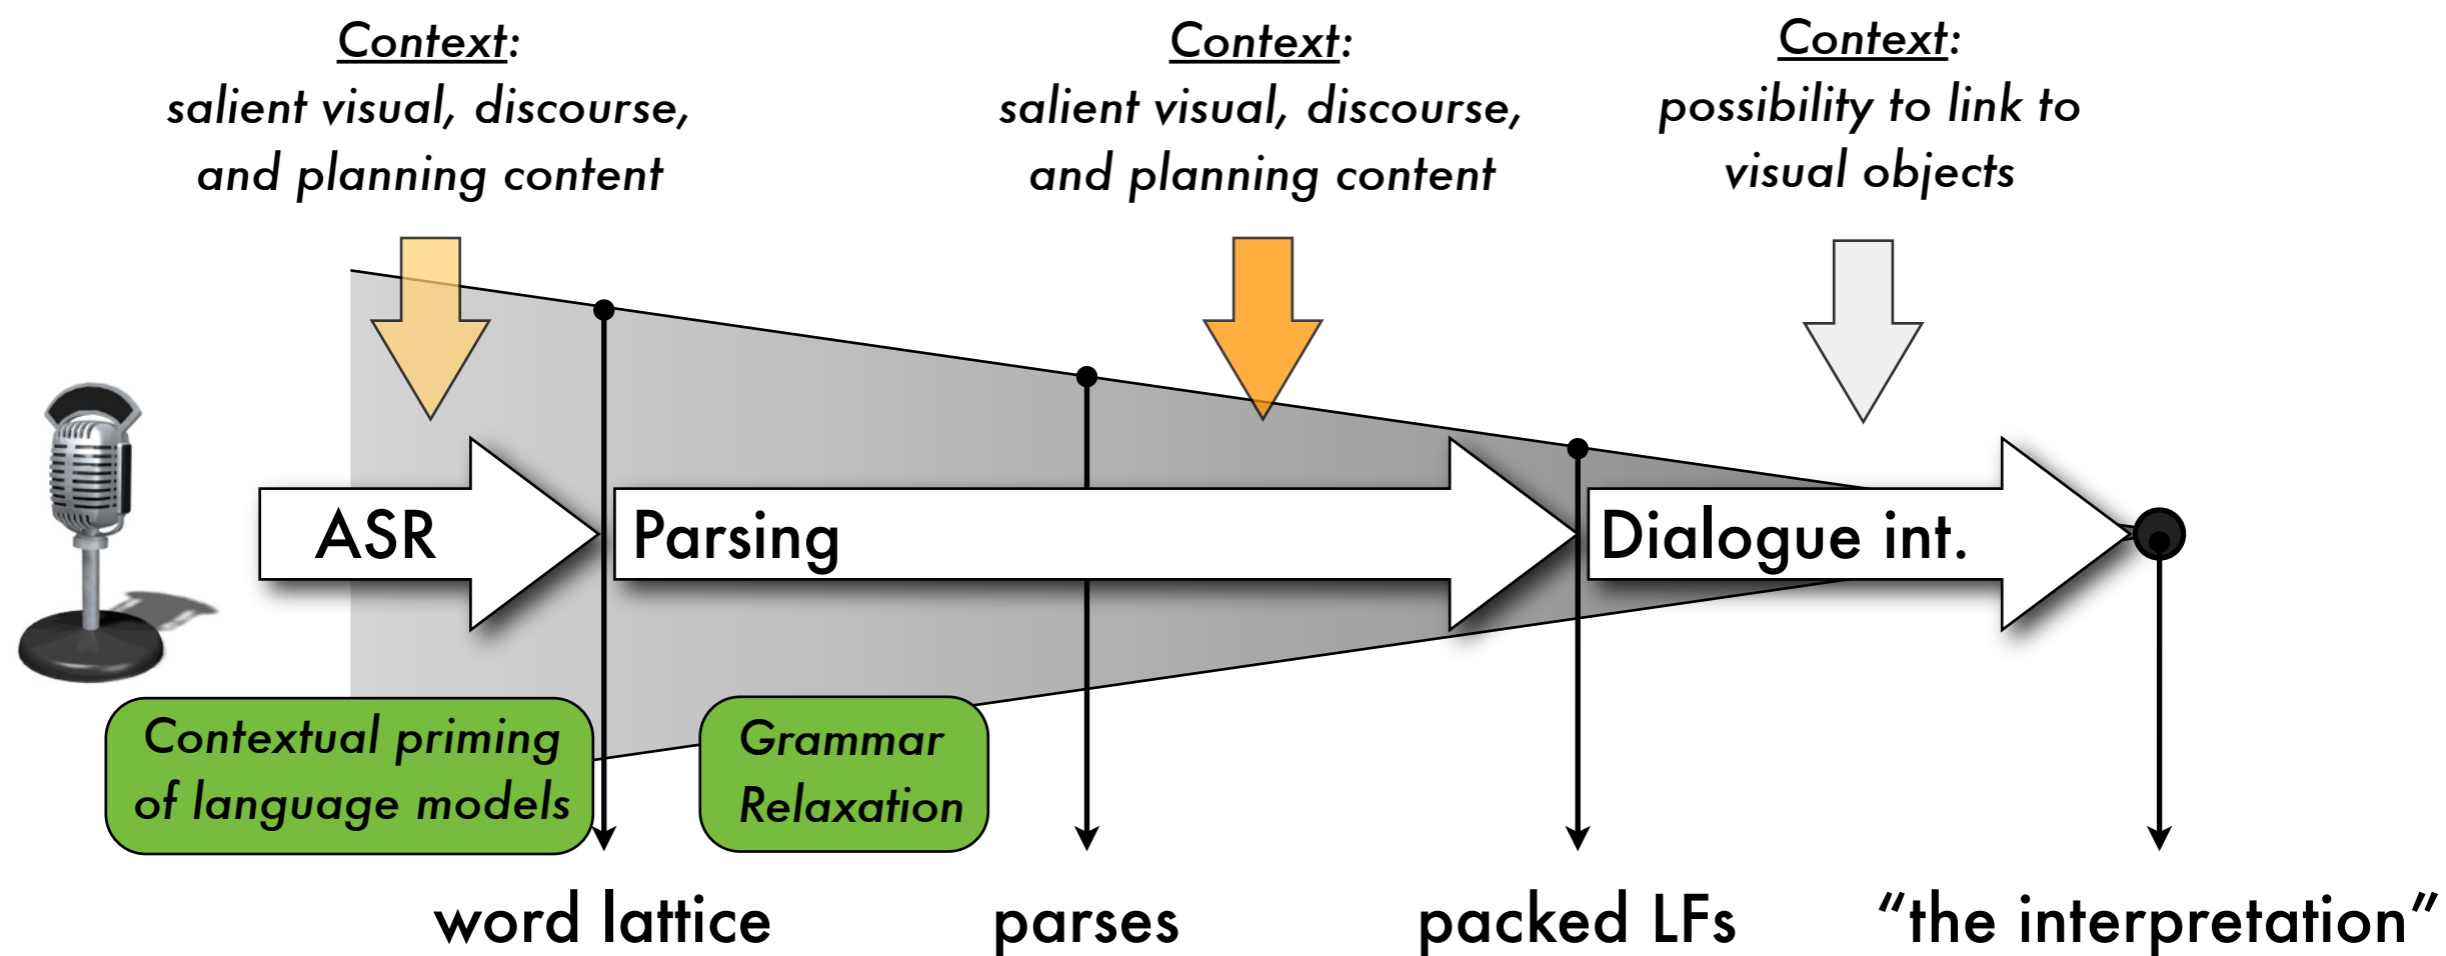 Context:
salient visual, discourse,
and planning content
Context:
salient visual, discourse,
and planning content
Context:
possibility to link to
visual objects
ASR
Parsing
Dialogue int.
Contextual priming
of language models
Grammar
Relaxation
word lattice
parses
packed LFs
“the interpretation”